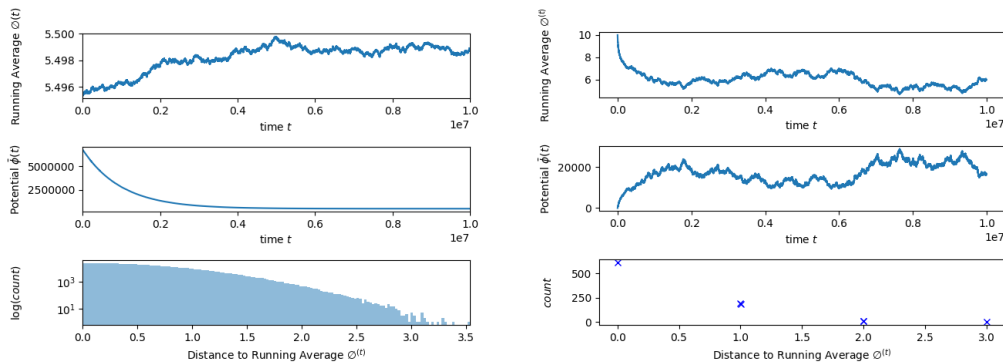 Running Average ∅(t)
5.500
5.498
5.496
0.0 0.2 0.4 0.6 0.8 1.0
time t
1e7
Potential ϕ̄(t)
5000000
2500000
0.0 0.2 0.4 0.6 0.8 1.0
time t
1e7
log(count)
10³
10¹
0.0 0.5 1.0 1.5 2.0 2.5 3.0 3.5
Distance to Running Average ∅⁽ᵗ⁾
Running Average ∅⁽ᵗ⁾
10
8
6
0.0 0.2 0.4 0.6 0.8 1.0
time t
1e7
Potential ϕ̄(t)
20000
0
0.0 0.2 0.4 0.6 0.8 1.0
time t
1e7
count
500
250
0
0.0 0.5 1.0 1.5 2.0 2.5 3.0
Distance to Running Average ∅⁽ᵗ⁾